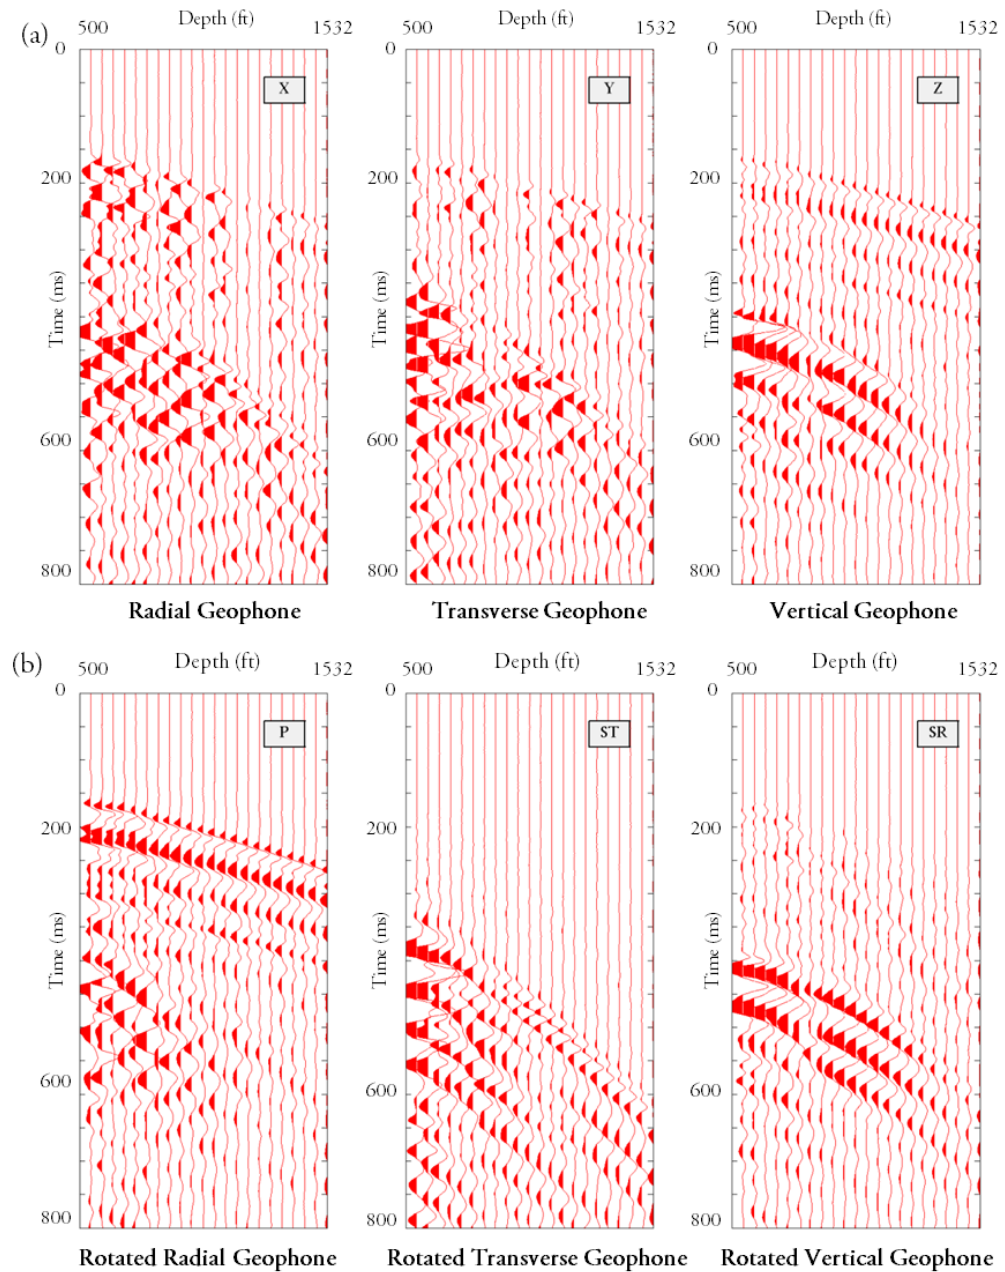 (a)
Depth (ft)
500 1532
Depth (ft)
500 1532
Depth (ft)
500 1532
0
200
Time (ms)
600
800
X
Radial Geophone
0
200
Time (ms)
600
800
Y
Transverse Geophone
0
200
Time (ms)
600
800
Z
Vertical Geophone
(b)
Depth (ft)
500 1532
Depth (ft)
500 1532
Depth (ft)
500 1532
0
200
Time (ms)
600
800
P
Rotated Radial Geophone
0
200
Time (ms)
600
800
ST
Rotated Transverse Geophone
0
200
Time (ms)
600
800
SR
Rotated Vertical Geophone